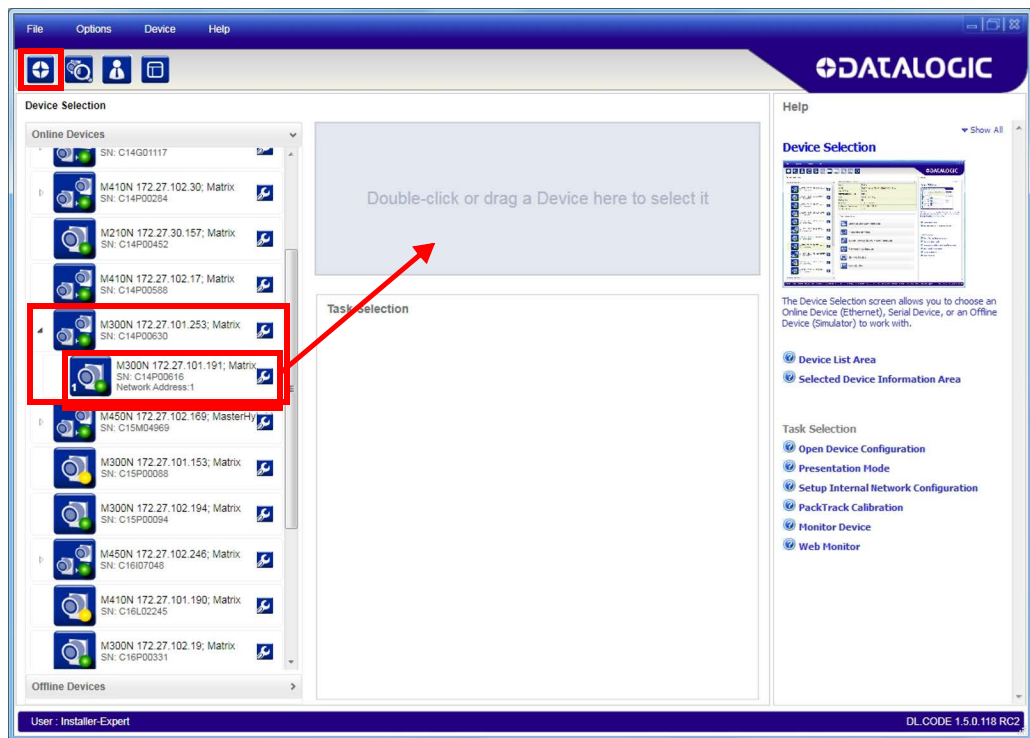 File Options Device Help
DATALOGIC
Device Selection
Online Devices
SN: C14G01117
M410N 172.27.102.30; Matrix
SN: C14P00284
M210N 172.27.30.157; Matrix
SN: C14P00452
M410N 172.27.102.17; Matrix
SN: C14P00588
M300N 172.27.101.253; Matrix
SN: C14P00630
M300N 172.27.101.191; Matrix
SN: C14P00616
Network Address:1
1
M450N 172.27.102.169; MasterHy
SN: C15M04969
M300N 172.27.101.153; Matrix
SN: C15P00088
M300N 172.27.102.194; Matrix
SN: C15P00094
M450N 172.27.102.246; Matrix
SN: C16I07048
M410N 172.27.101.190; Matrix
SN: C16L02245
M300N 172.27.102.19; Matrix
SN: C16P00331
Offline Devices
Double-click or drag a Device here to select it
Task Selection
Help
Show All
Device Selection
DATALOGIC
The Device Selection screen allows you to choose an
Online Device (Ethernet), Serial Device, or an Offline
Device (Simulator) to work with.
Device List Area
Selected Device Information Area
Task Selection
Open Device Configuration
Presentation Mode
Setup Internal Network Configuration
PackTrack Calibration
Monitor Device
Web Monitor
User : Installer-Expert
DL.CODE 1.5.0.118 RC2